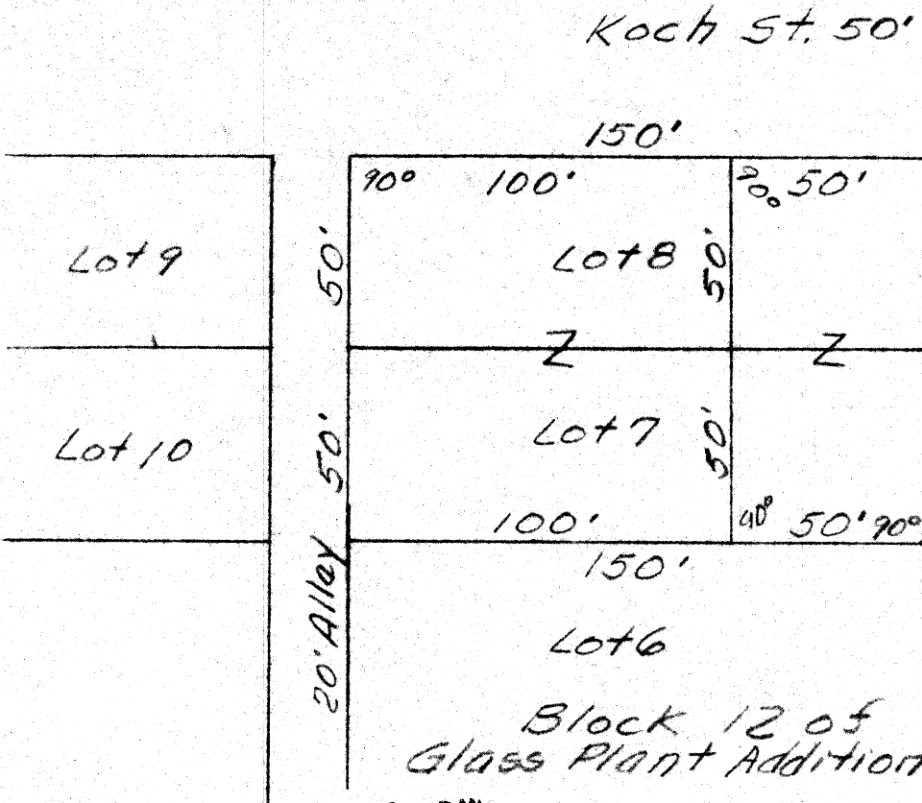 Koch St. 50'
150'
90° 100' 90° 50'
Lot 9
50'
Lot 8
50'
Z Z
Lot 10
50'
Lot 7
50'
100' 90° 50' 90°
150'
20' Alley
Lot 6
Block 12 of
Glass Plant Addition